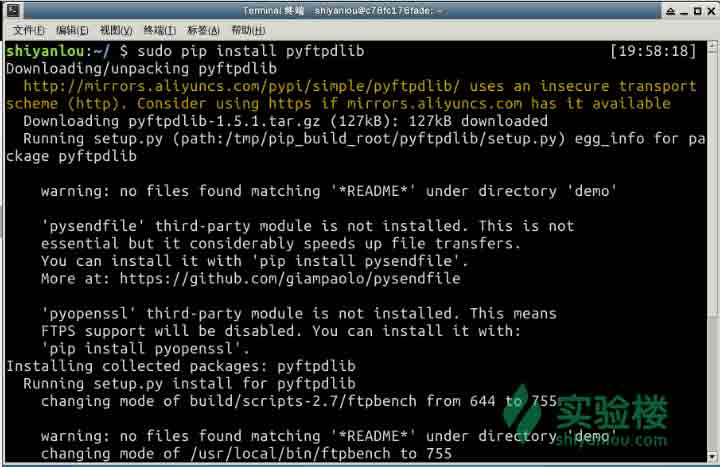 Terminal 终端 - shiyanlou@c76fc176fade: ~
文件(F) 编辑(E) 视图(V) 终端(T) 标签(A) 帮助(H)
shiyanlou:~/ $ sudo pip install pyftpdlib [19:58:18]
Downloading/unpacking pyftpdlib
http://mirrors.aliyuncs.com/pypi/simple/pyftpdlib/ uses an insecure transport
scheme (http). Consider using https if mirrors.aliyuncs.com has it available
Downloading pyftpdlib-1.5.1.tar.gz (127kB): 127kB downloaded
Running setup.py (path:/tmp/pip_build_root/pyftpdlib/setup.py) egg_info for pa
ckage pyftpdlib
warning: no files found matching '*README*' under directory 'demo'
'pysendfile' third-party module is not installed. This is not
essential but it considerably speeds up file transfers.
You can install it with 'pip install pysendfile'.
More at: https://github.com/giampaolo/pysendfile
'pyopenssl' third-party module is not installed. This means
FTPS support will be disabled. You can install it with:
'pip install pyopenssl'.
Installing collected packages: pyftpdlib
Running setup.py install for pyftpdlib
changing mode of build/scripts-2.7/ftpbench from 644 to 755
warning: no files found matching '*README*' under directory 'demo'
changing mode of /usr/local/bin/ftpbench to 755
实验楼
shiyanlou.com